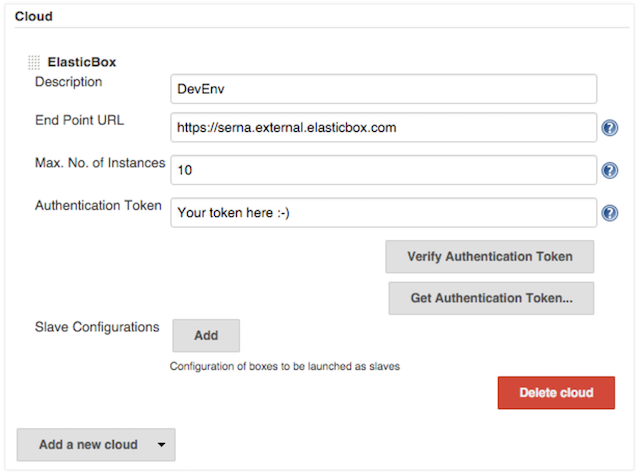 Cloud
ElasticBox
Description
DevEnv
End Point URL
https://serna.external.elasticbox.com
Max. No. of Instances
10
Authentication Token
Your token here :-)
Verify Authentication Token
Get Authentication Token...
Slave Configurations
Add
Configuration of boxes to be launched as slaves
Delete cloud
Add a new cloud